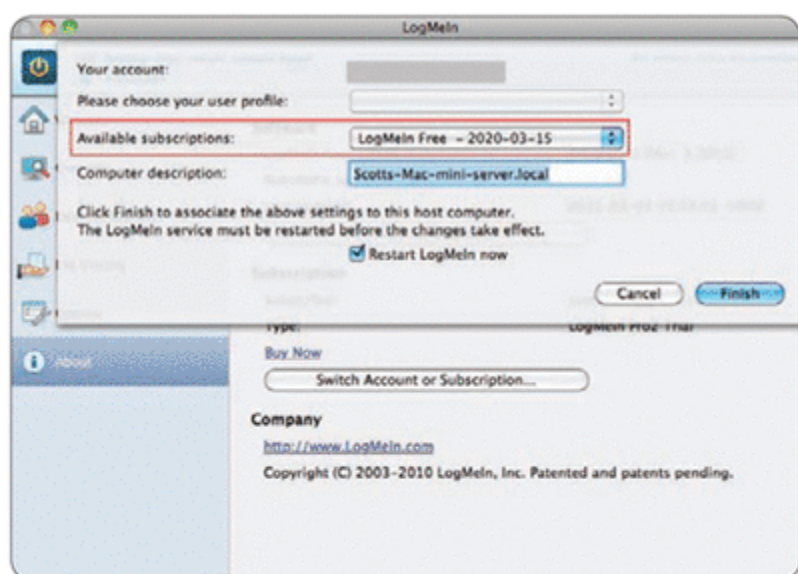 LogMeIn
Your account:
Please choose your user profile:
Available subscriptions: LogMeIn Free - 2020-03-15
Computer description: Scotts-Mac-mini-server.local
Click Finish to associate the above settings to this host computer.
The LogMeIn service must be restarted before the changes take effect.
Restart LogMeIn now
Cancel Finish
Type: LogMeIn Pro2 Trial
About
Buy Now
Switch Account or Subscription...
Company
http://www.LogMeIn.com
Copyright (C) 2003-2010 LogMeIn, Inc. Patented and patents pending.